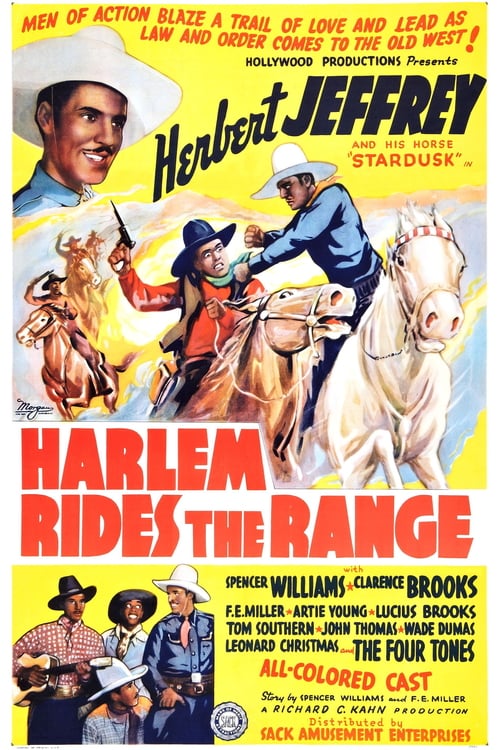 MEN OF ACTION BLAZE A TRAIL OF LOVE AND LEAD AS
LAW AND ORDER COMES TO THE OLD WEST!
HOLLYWOOD PRODUCTIONS Presents
Herbert JEFFREY
AND HIS HORSE
"STARDUSK" IN
Morgan
HARLEM
RIDES THE RANGE
with
SPENCER WILLIAMS ★ CLARENCE BROOKS
F.E. MILLER ★ ARTIE YOUNG ★ LUCIUS BROOKS
TOM SOUTHERN ★ JOHN THOMAS ★ WADE DUMAS
LEONARD CHRISTMAS and THE FOUR TONES
ALL-COLORED CAST
Story by SPENCER WILLIAMS and F.E. MILLER
A RICHARD C. KAHN PRODUCTION
Distributed by
SACK AMUSEMENT ENTERPRISES
SACK